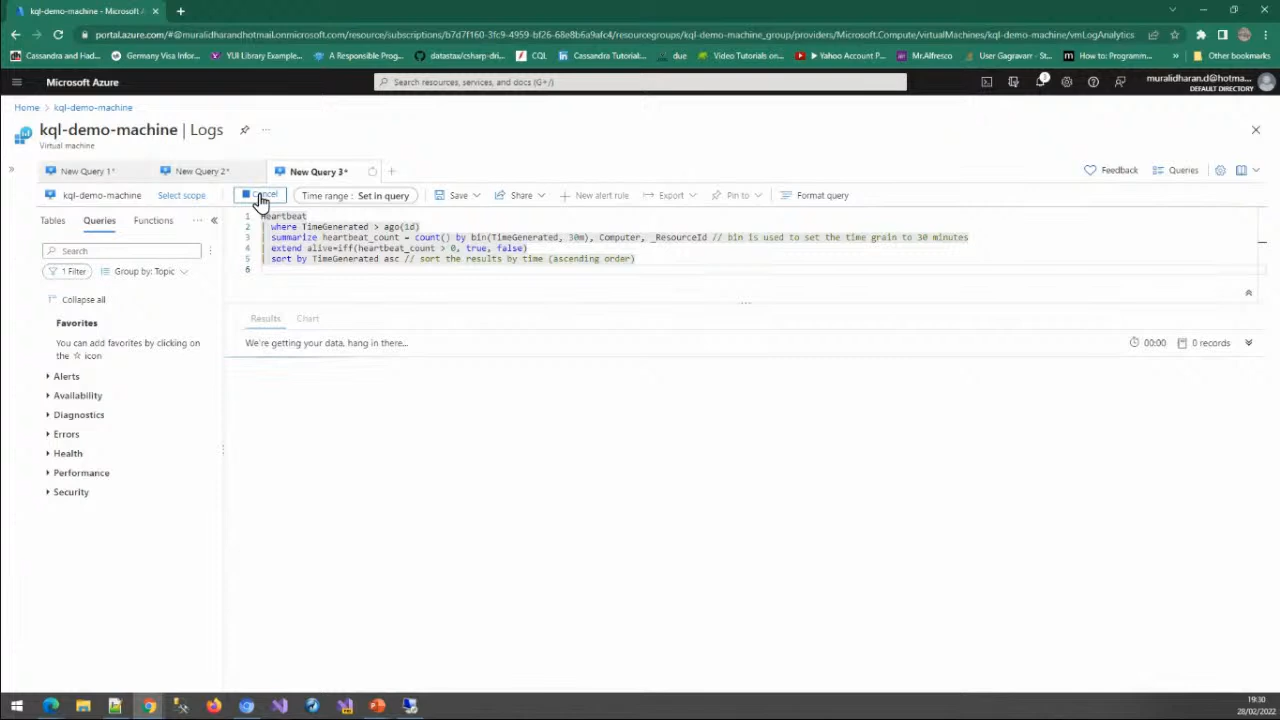 kql-demo-machine - Microsoft Az
portal.azure.com/#@muralidharandhotmail.onmicrosoft.com/resource/subscriptions/b7d7f160-3fc9-4959-bf26-68e8b6a9afc4/resourcegroups/kql-demo-machine_group/providers/Microsoft.Compute/virtualMachines/kql-demo-machine/vmLogAnalytics
Cassandra and Had... Germany Visa Infor... YUI Library Exampl... A Responsible Prog... datastax/csharp-dri... CQL Cassandra Tutorial:... due Video Tutorials on... Yahoo Account P... MrAlfresco User Gagravarr - St... How to: Programm... » Other bookmarks
Microsoft Azure
Search resources, services, and docs (G+/)
1
muralidharan.d@hotma...
DEFAULT DIRECTORY
Home > kql-demo-machine
kql-demo-machine | Logs
Virtual machine
New Query 1* New Query 2* New Query 3* Feedback Queries
kql-demo-machine Select scope Cancel Time range : Set in query Save Share New alert rule Export Pin to Format query
Tables Queries Functions
Search
1 Filter Group by: Topic
Collapse all
Favorites
You can add favorites by clicking on
the ☆ icon
Alerts
Availability
Diagnostics
Errors
Health
Performance
Security
1 Heartbeat
2 | where TimeGenerated > ago(1d)
3 | summarize heartbeat_count = count() by bin(TimeGenerated, 30m), Computer, _ResourceId // bin is used to set the time grain to 30 minutes
4 | extend alive=iff(heartbeat_count > 0, true, false)
5 | sort by TimeGenerated asc // sort the results by time (ascending order)
6
Results Chart
We're getting your data, hang in there... 00:00 0 records
19:30
28/02/2022